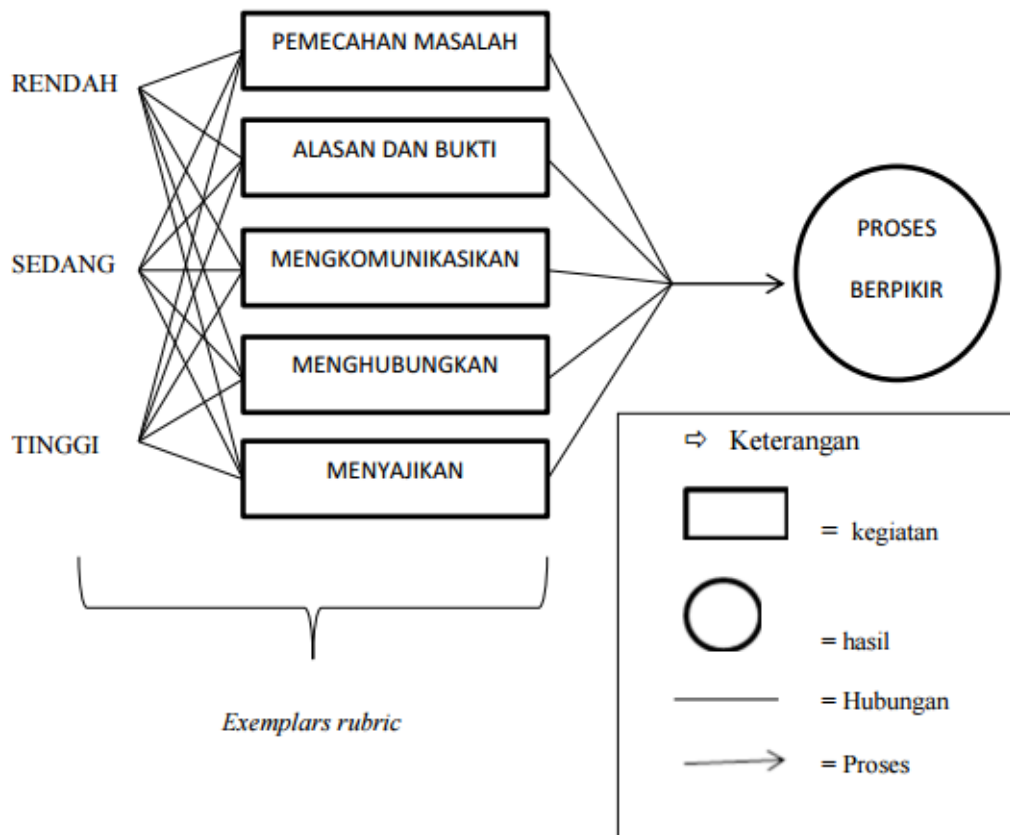 PEMECAHAN MASALAH
RENDAH
ALASAN DAN BUKTI
SEDANG
MENGKOMUNIKASIKAN
MENGHUBUNGKAN
TINGGI
MENYAJIKAN
PROSES
BERPIKIR
Exemplars rubric
⇨ Keterangan
= kegiatan
= hasil
= Hubungan
= Proses